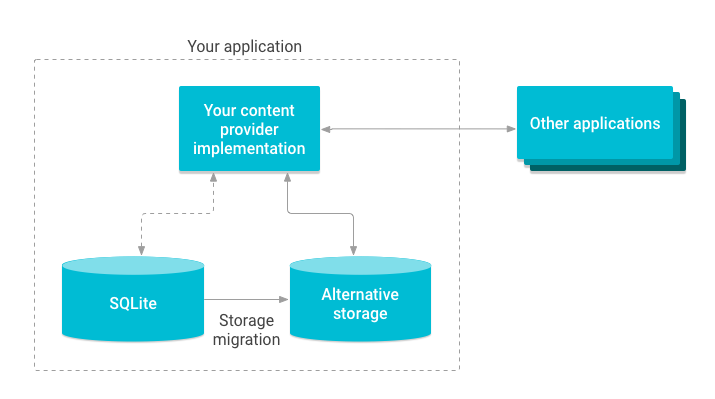 Your application
Your content
provider
implementation
Other applications
SQLite
Alternative
storage
Storage
migration